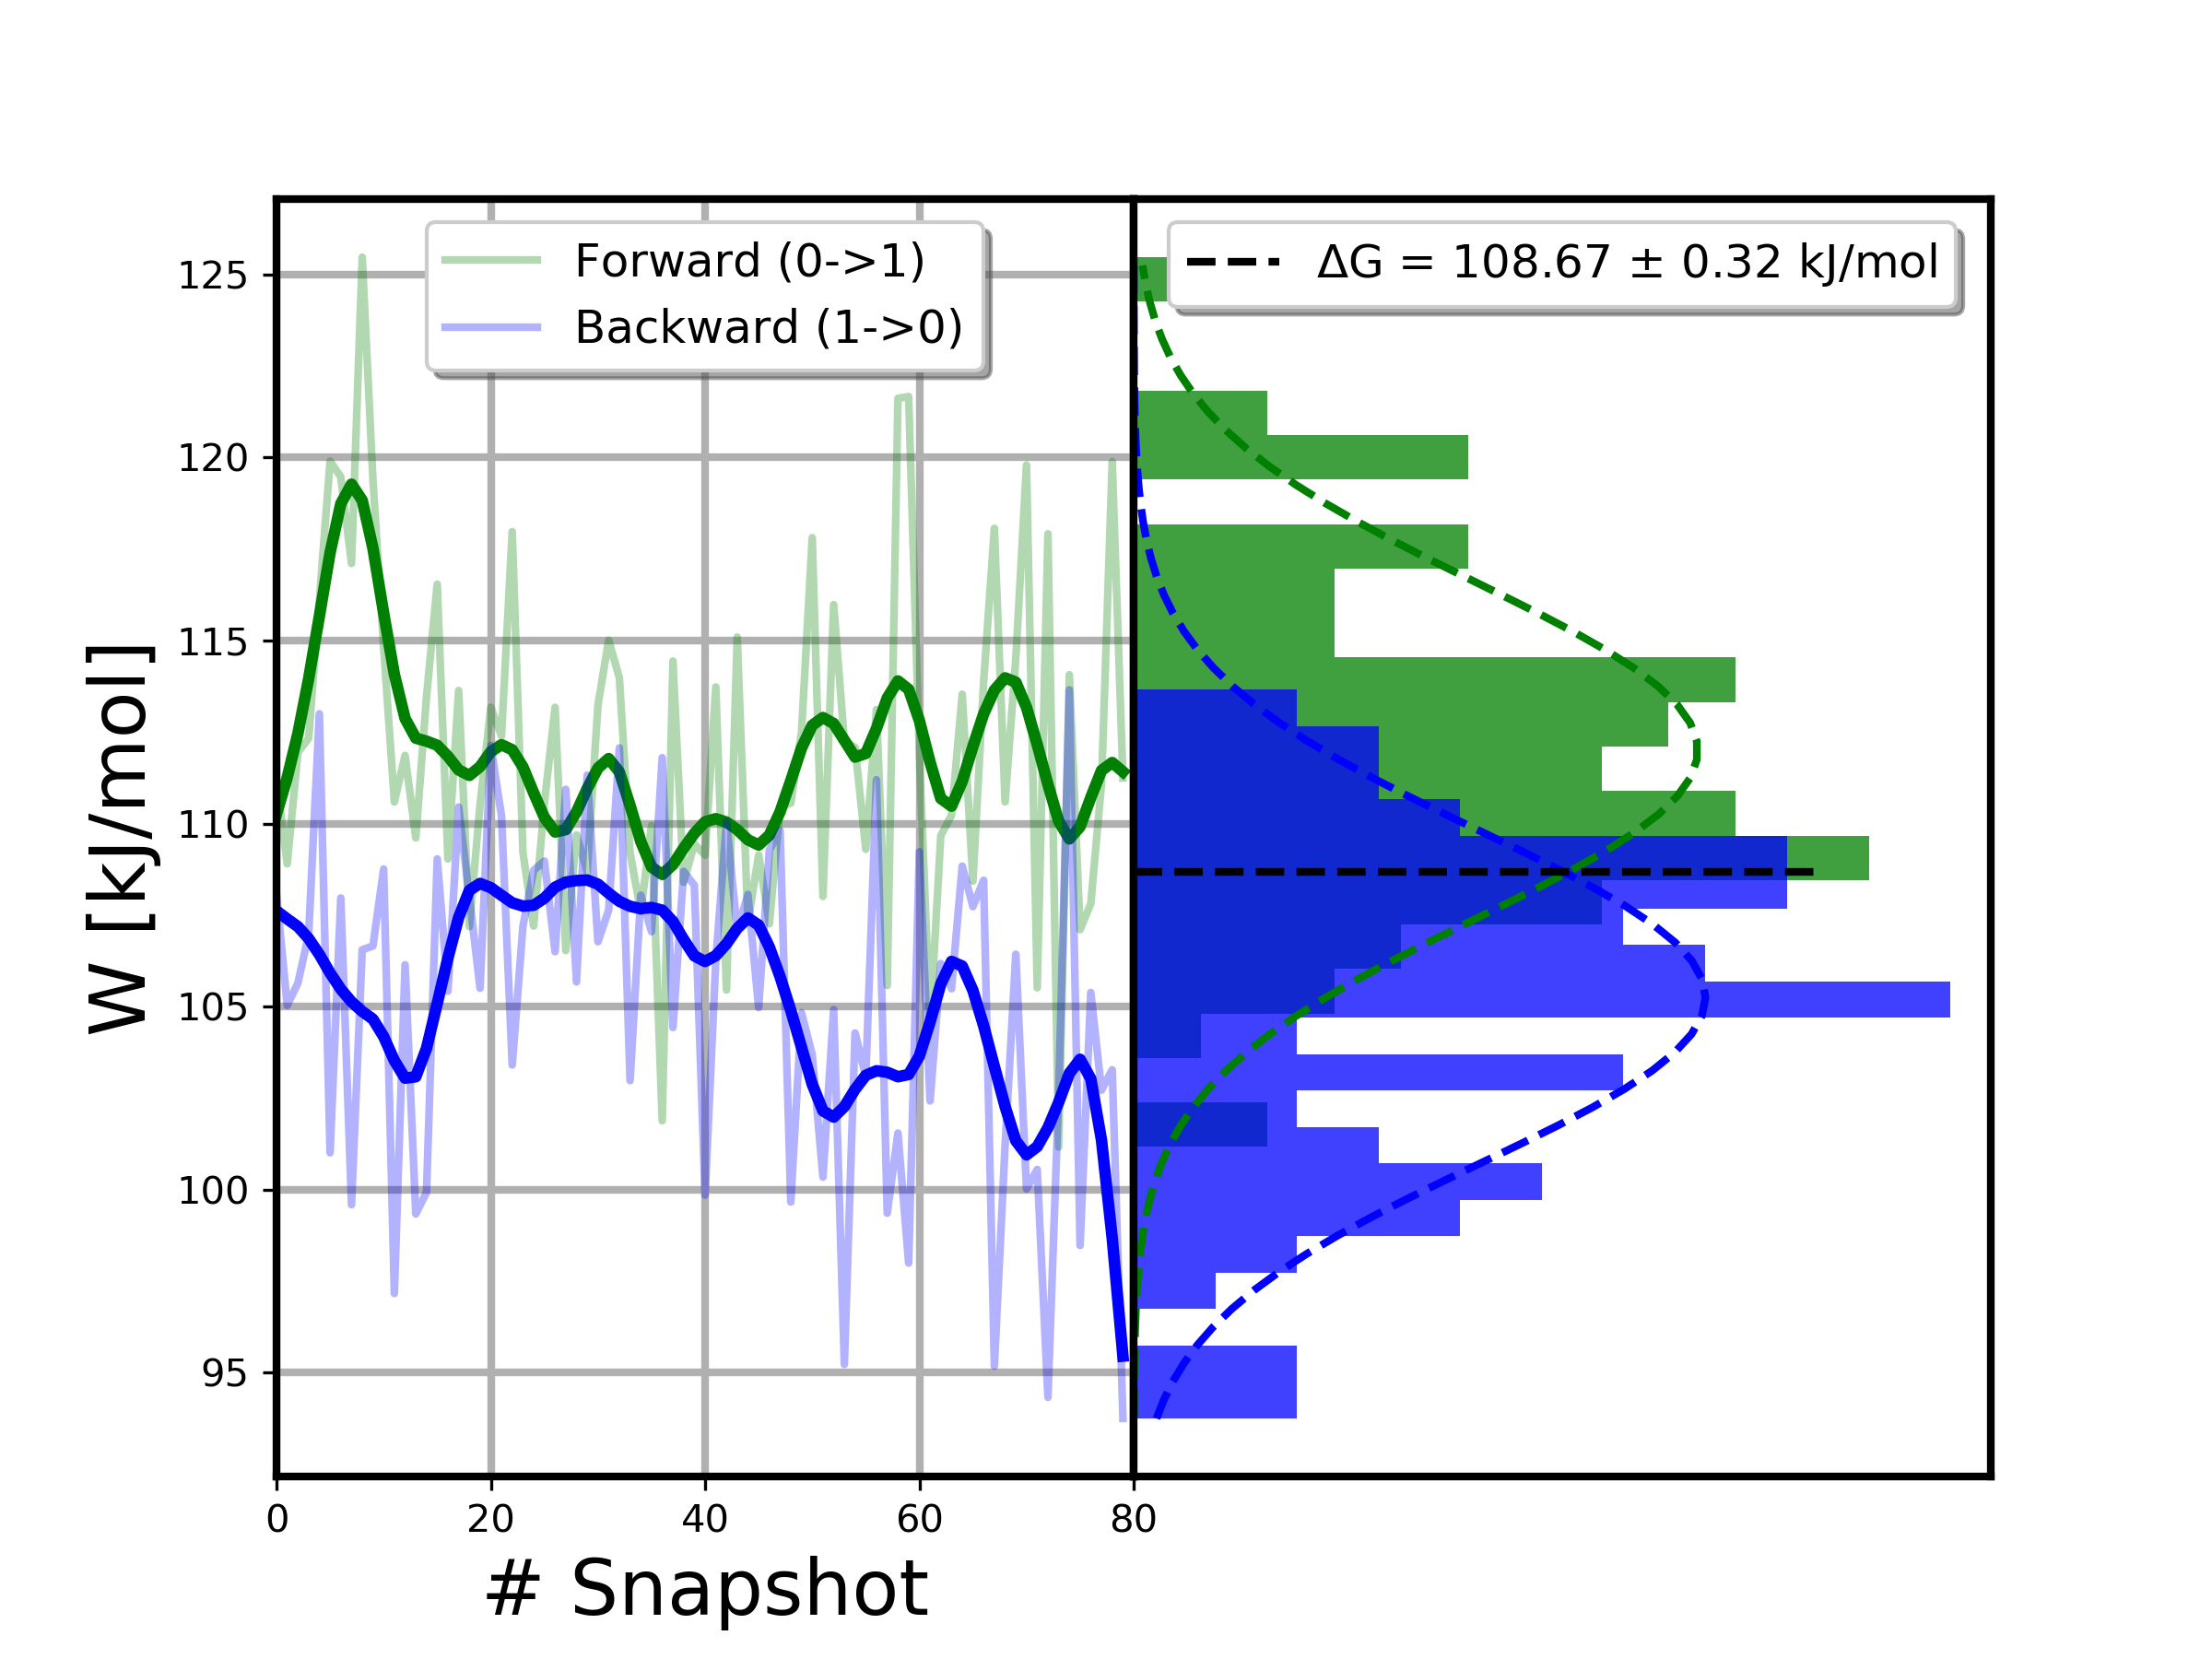 Forward (0->1)
Backward (1->0)
ΔG = 108.67 ± 0.32 kJ/mol
W [kJ/mol]
125
120
115
110
105
100
95
0 20 40 60 80
# Snapshot